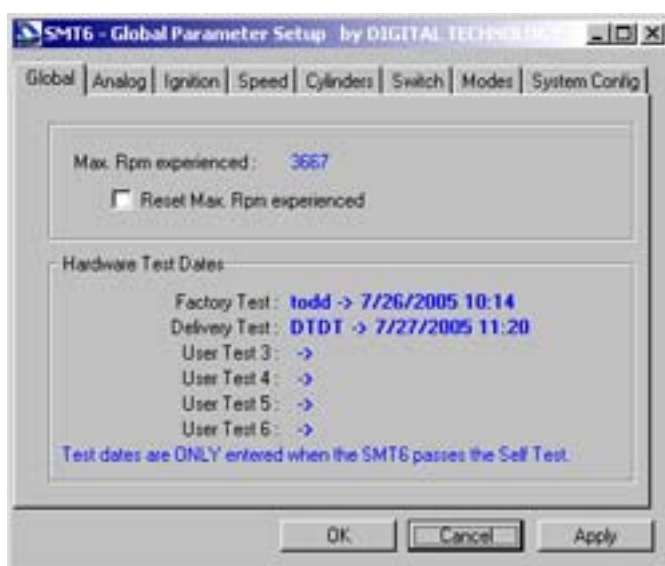 SMT6 - Global Parameter Setup by DIGITAL TECHNOLOGY
Global Analog Ignition Speed Cylinders Switch Modes System Config
Max. Rpm experienced : 3667
Reset Max. Rpm experienced
Hardware Test Dates
Factory Test : todd -> 7/26/2005 10:14
Delivery Test : DTDT -> 7/27/2005 11:20
User Test 3 : ->
User Test 4 : ->
User Test 5 : ->
User Test 6 : ->
Test dates are ONLY entered when the SMT6 passes the Self Test.
OK Cancel Apply